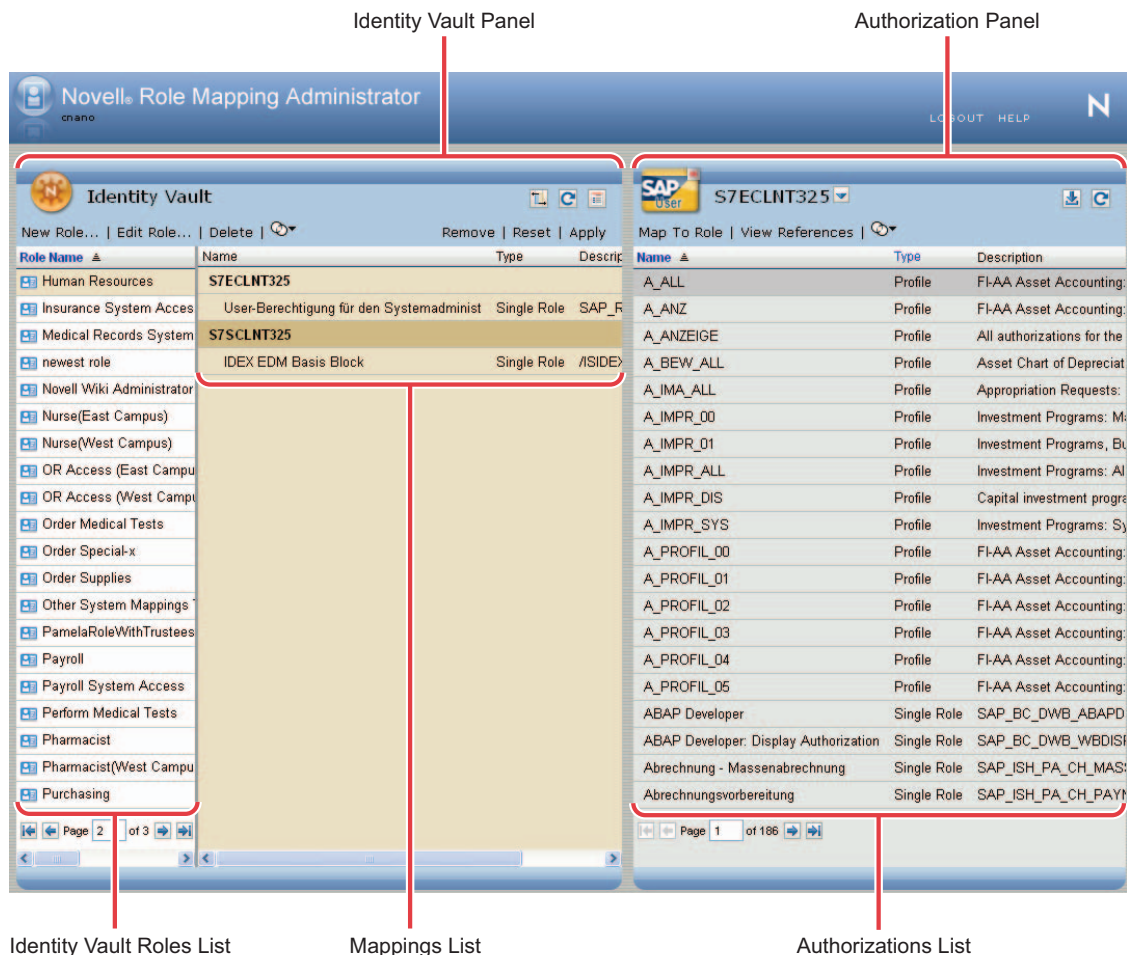 Identity Vault Panel
Authorization Panel
Novell® Role Mapping Administrator
cnano
LOGOUT HELP
N
Identity Vault
New Role... | Edit Role... | Delete |
Remove | Reset | Apply
Role Name
Human Resources
Insurance System Acces
Medical Records System
newest role
Novell Wiki Administrator
Nurse(East Campus)
Nurse(West Campus)
OR Access (East Campu
OR Access (West Campu
Order Medical Tests
Order Special-x
Order Supplies
Other System Mappings
PamelaRoleWithTrustees
Payroll
Payroll System Access
Perform Medical Tests
Pharmacist
Pharmacist(West Campu
Purchasing
Page 2 of 3
Name Type Descrip
S7ECLNT325
User-Berechtigung für den Systemadminist Single Role SAP_R
S7SCLNT325
IDEX EDM Basis Block Single Role /ISIDEX
SAP
User
S7ECLNT325
Map To Role | View References |
Name Type Description
A_ALL Profile FI-AA Asset Accounting:
A_ANZ Profile FI-AA Asset Accounting:
A_ANZEIGE Profile All authorizations for the
A_BEW_ALL Profile Asset Chart of Depreciat
A_IMA_ALL Profile Appropriation Requests:
A_IMPR_00 Profile Investment Programs: Ma
A_IMPR_01 Profile Investment Programs, Bu
A_IMPR_ALL Profile Investment Programs: Al
A_IMPR_DIS Profile Capital investment progra
A_IMPR_SYS Profile Investment Programs: Sy
A_PROFIL_00 Profile FI-AA Asset Accounting:
A_PROFIL_01 Profile FI-AA Asset Accounting:
A_PROFIL_02 Profile FI-AA Asset Accounting:
A_PROFIL_03 Profile FI-AA Asset Accounting:
A_PROFIL_04 Profile FI-AA Asset Accounting:
A_PROFIL_05 Profile FI-AA Asset Accounting:
ABAP Developer Single Role SAP_BC_DWB_ABAPD
ABAP Developer: Display Authorization Single Role SAP_BC_DWB_WBDISP
Abrechnung - Massenabrechnung Single Role SAP_ISH_PA_CH_MASS
Abrechnungsvorbereitung Single Role SAP_ISH_PA_CH_PAYM
Page 1 of 186
Identity Vault Roles List
Mappings List
Authorizations List